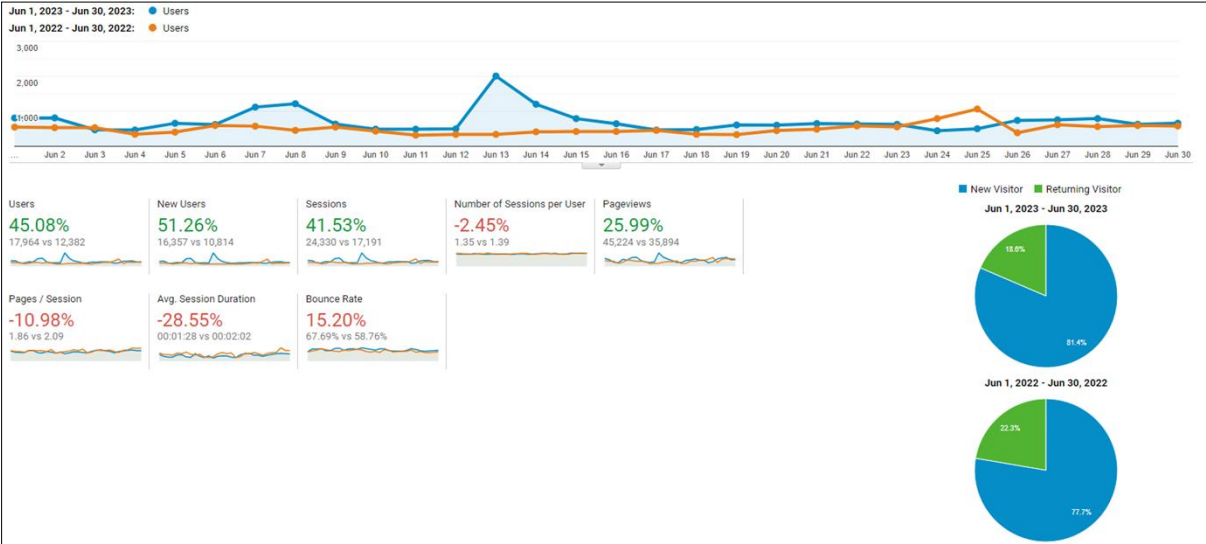 Jun 1, 2023 - Jun 30, 2023: Users
Jun 1, 2022 - Jun 30, 2022: Users
3,000
2,000
1,000
... Jun 2 Jun 3 Jun 4 Jun 5 Jun 6 Jun 7 Jun 8 Jun 9 Jun 10 Jun 11 Jun 12 Jun 13 Jun 14 Jun 15 Jun 16 Jun 17 Jun 18 Jun 19 Jun 20 Jun 21 Jun 22 Jun 23 Jun 24 Jun 25 Jun 26 Jun 27 Jun 28 Jun 29 Jun 30
Users
45.08%
17,964 vs 12,382
New Users
51.26%
16,357 vs 10,814
Sessions
41.53%
24,330 vs 17,191
Number of Sessions per User
-2.45%
1.35 vs 1.39
Pageviews
25.99%
45,224 vs 35,894
Pages / Session
-10.98%
1.86 vs 2.09
Avg. Session Duration
-28.55%
00:01:28 vs 00:02:02
Bounce Rate
15.20%
67.69% vs 58.76%
New Visitor Returning Visitor
Jun 1, 2023 - Jun 30, 2023
18.6%
81.4%
Jun 1, 2022 - Jun 30, 2022
22.3%
77.7%